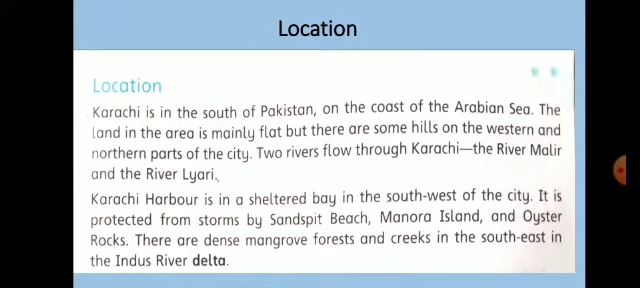 Location
Location
Karachi is in the south of Pakistan, on the coast of the Arabian Sea. The
land in the area is mainly flat but there are some hills on the western and
northern parts of the city. Two rivers flow through Karachi—the River Malir
and the River Lyari.
Karachi Harbour is in a sheltered bay in the south-west of the city. It is
protected from storms by Sandspit Beach, Manora Island, and Oyster
Rocks. There are dense mangrove forests and creeks in the south-east in
the Indus River delta.